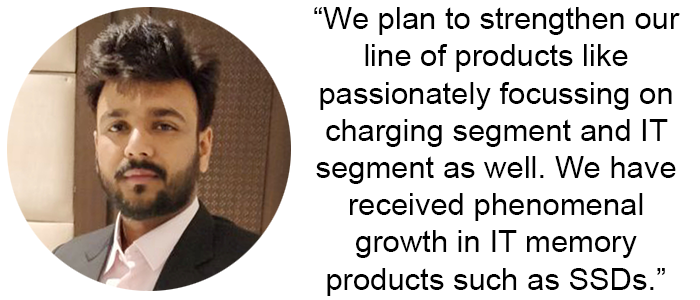 “We plan to strengthen our
line of products like
passionately focussing on
charging segment and IT
segment as well. We have
received phenomenal
growth in IT memory
products such as SSDs.”